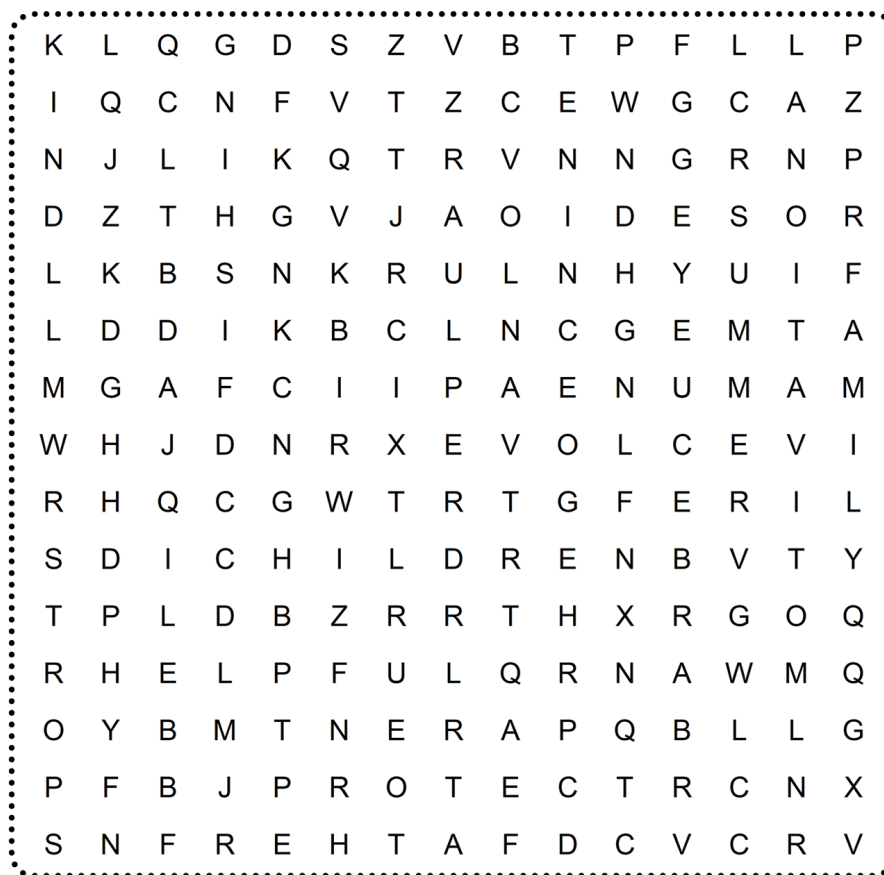 K L Q G D S Z V B T P F L L P
I Q C N F V T Z C E W G C A Z
N J L I K Q T R V N N G R N P
D Z T H G V J A O I D E S O R
L K B S N K R U L N H Y U I F
L D D I K B C L N C G E M T A
M G A F C I I P A E N U M A M
W H J D N R X E V O L C E V I
R H Q C G W T R T G F E R I L
S D I C H I L D R E N B V T Y
T P L D B Z R R T H X R G O Q
R H E L P F U L Q R N A W M Q
O Y B M T N E R A P Q B L L G
P F B J P R O T E C T R C N X
S N F R E H T A F D C V C R V